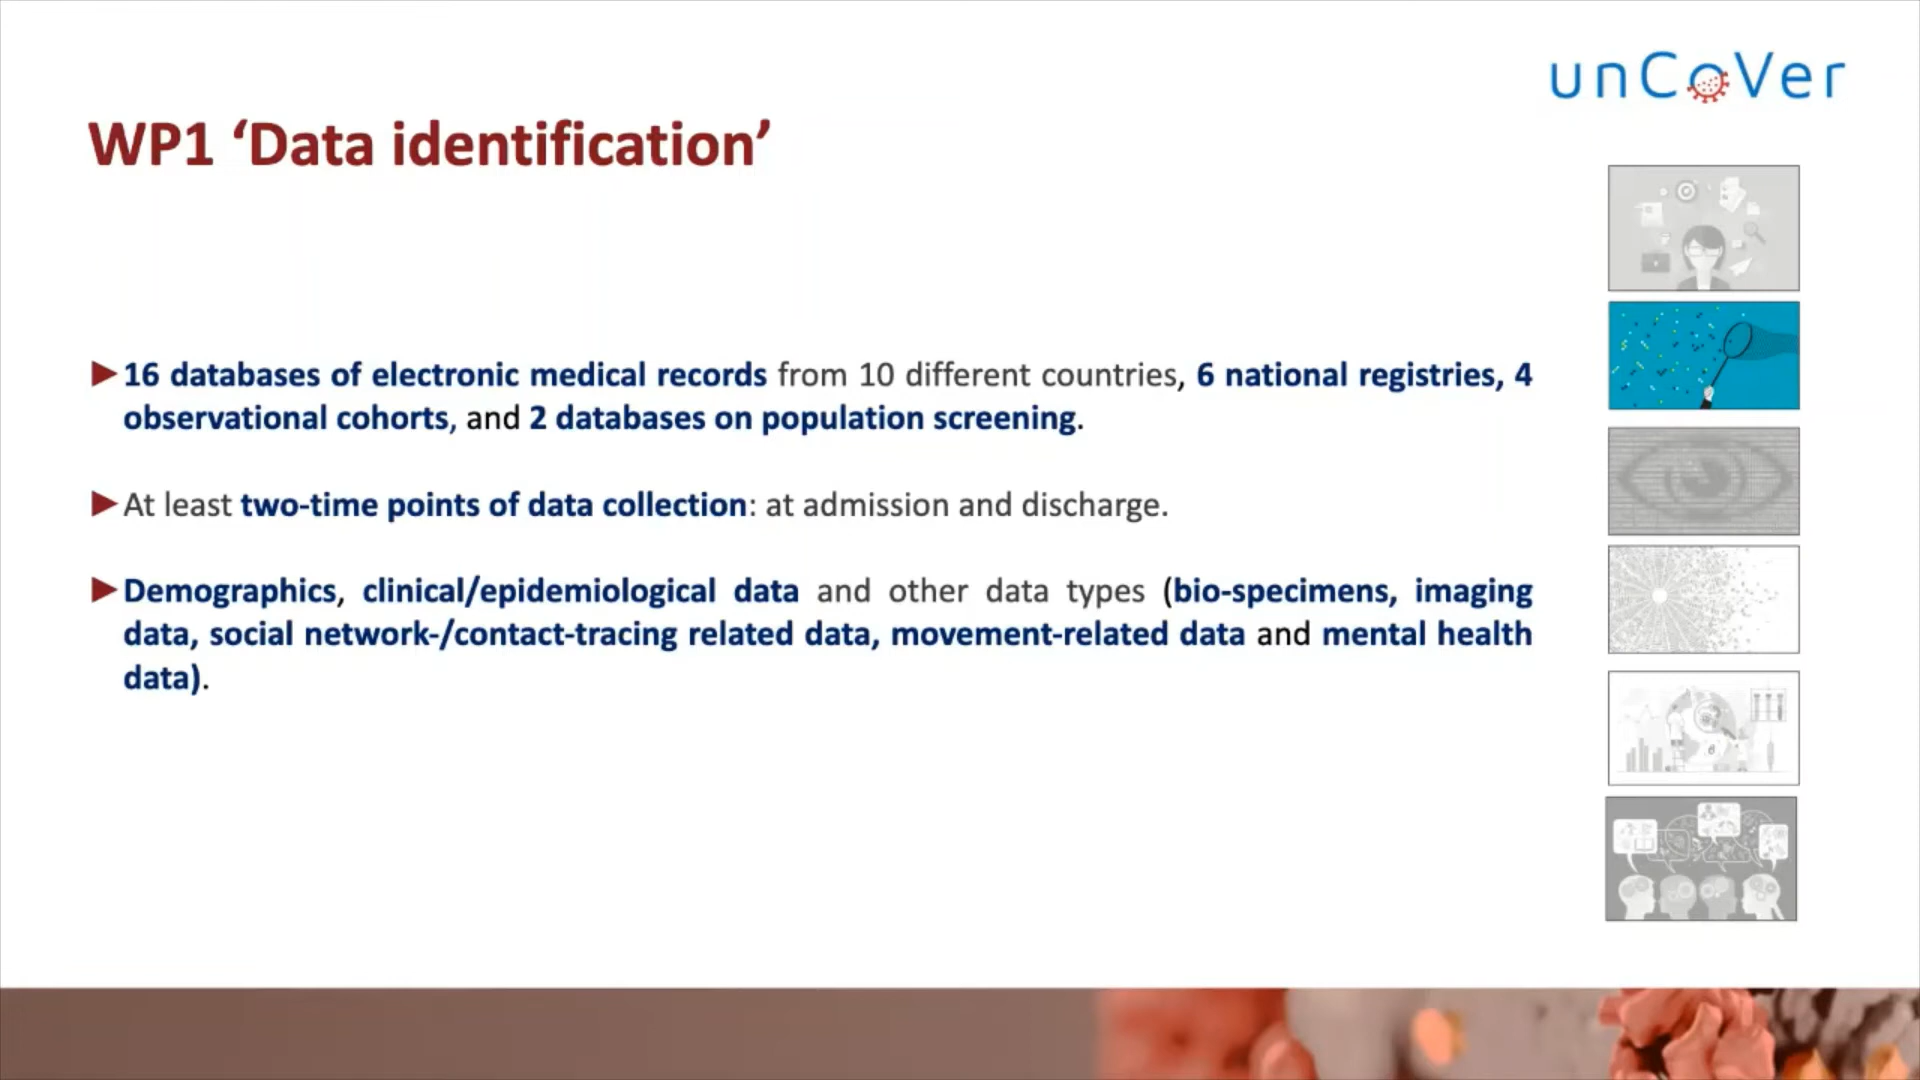 unCoVer
WP1 ‘Data identification’
►16 databases of electronic medical records from 10 different countries, 6 national registries, 4
observational cohorts, and 2 databases on population screening.
►At least two-time points of data collection: at admission and discharge.
►Demographics, clinical/epidemiological data and other data types (bio-specimens, imaging
data, social network-/contact-tracing related data, movement-related data and mental health
data).